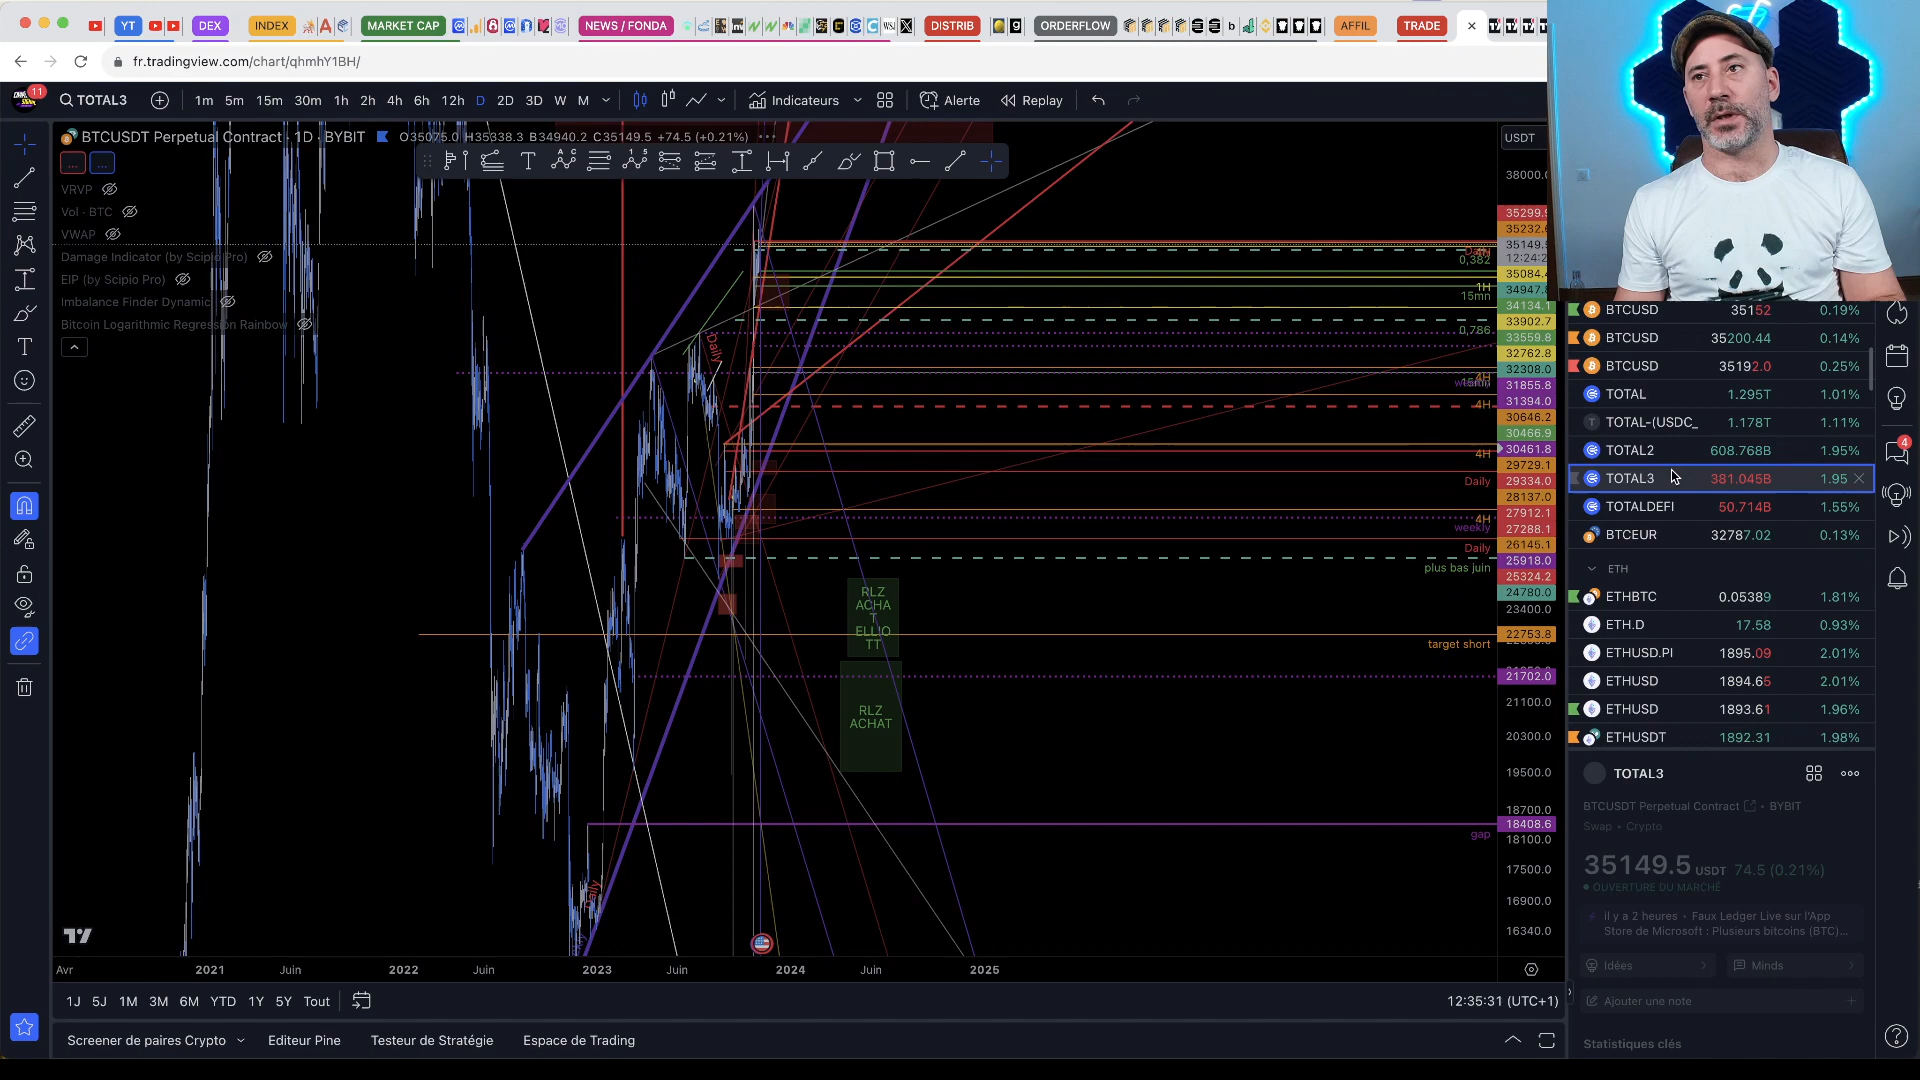 YT
DEX
INDEX
MARKET CAP
NEWS / FONDA
DISTRIB
ORDERFLOW
AFFIL
TRADE
fr.tradingview.com/chart/qhmhY1BH/
11
TOTAL3
1m 5m 15m 30m 1h 2h 4h 6h 12h D 2D 3D W M
Indicateurs
Alerte
Replay
BTCUSDT Perpetual Contract · 1D · BYBIT
O35075.0 H35338.3 B34940.2 C35149.5 +74.5 (+0.21%)
USDT
VRVP
Vol · BTC
VWAP
Damage Indicator (by Scipio Pro)
EIP (by Scipio Pro)
Imbalance Finder Dynamic
Bitcoin Logarithmic Regression Rainbow
38000.0
35149.5
12:24:2
35084.4
34947.8
34134.1
33902.7
33559.8
32762.8
32308.0
31855.8
31394.0
30646.2
30466.9
30461.8
29729.1
29334.0
28137.0
27912.1
27288.1
26145.1
25918.0
25324.2
24780.0
23400.0
22753.8
21702.0
21100.0
20300.0
19500.0
18700.0
18408.6
18100.0
17500.0
16900.0
16340.0
0,382
1H
15mn
0,786
4H
4H
4H
Daily
4H
weekly
Daily
plus bas juin
target short
gap
Daily
Daily
RLZ
ACHA
T
ELLIO
TT
RLZ
ACHAT
Avr 2021 Juin 2022 Juin 2023 Juin 2024 Juin 2025
1J 5J 1M 3M 6M YTD 1Y 5Y Tout
12:35:31 (UTC+1)
Screener de paires Crypto
Editeur Pine
Testeur de Stratégie
Espace de Trading
BTCUSD 35152 0.19%
BTCUSD 35200.44 0.14%
BTCUSD 35192.0 0.25%
TOTAL 1.295T 1.01%
TOTAL-(USDC_ 1.178T 1.11%
TOTAL2 608.768B 1.95%
TOTAL3 381.045B 1.95
TOTALDEFI 50.714B 1.55%
BTCEUR 32787.02 0.13%
ETH
ETHBTC 0.05389 1.81%
ETH.D 17.58 0.93%
ETHUSD.PI 1895.09 2.01%
ETHUSD 1894.65 2.01%
ETHUSD 1893.61 1.96%
ETHUSDT 1892.31 1.98%
4
TOTAL3
BTCUSDT Perpetual Contract · BYBIT
Swap · Crypto
35149.5 USDT 74.5 (0.21%)
OUVERTURE DU MARCHÉ
il y a 2 heures · Faux Ledger Live sur l'App
Store de Microsoft : Plusieurs bitcoins (BTC)...
Idées
Minds
Ajouter une note
Statistiques clés